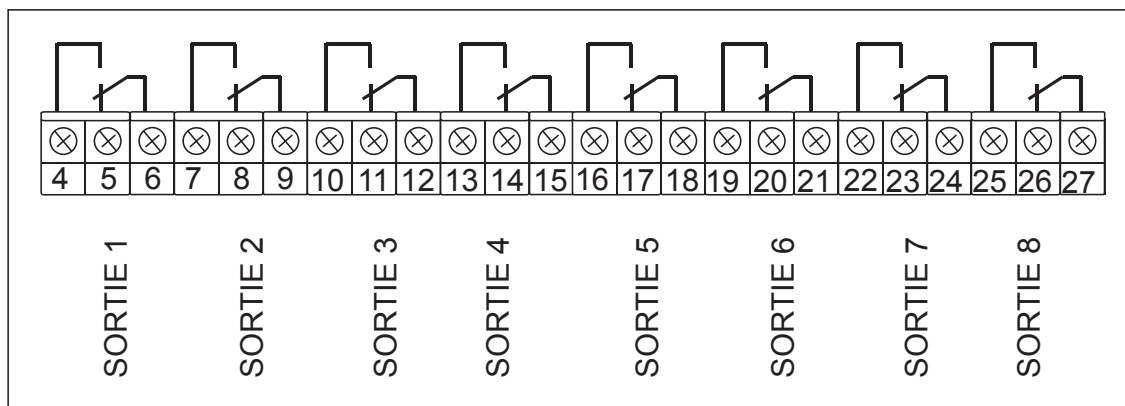 4 5 6 7 8 9 10 11 12 13 14 15 16 17 18 19 20 21 22 23 24 25 26 27
SORTIE 1
SORTIE 2
SORTIE 3
SORTIE 4
SORTIE 5
SORTIE 6
SORTIE 7
SORTIE 8